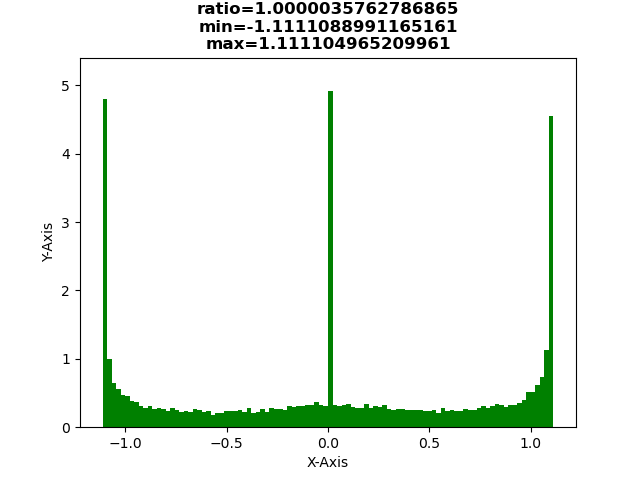 ratio=1.0000035762786865
min=-1.1111088991165161
max=1.111104965209961
5
4
3
2
1
0
Y-Axis
−1.0 −0.5 0.0 0.5 1.0
X-Axis